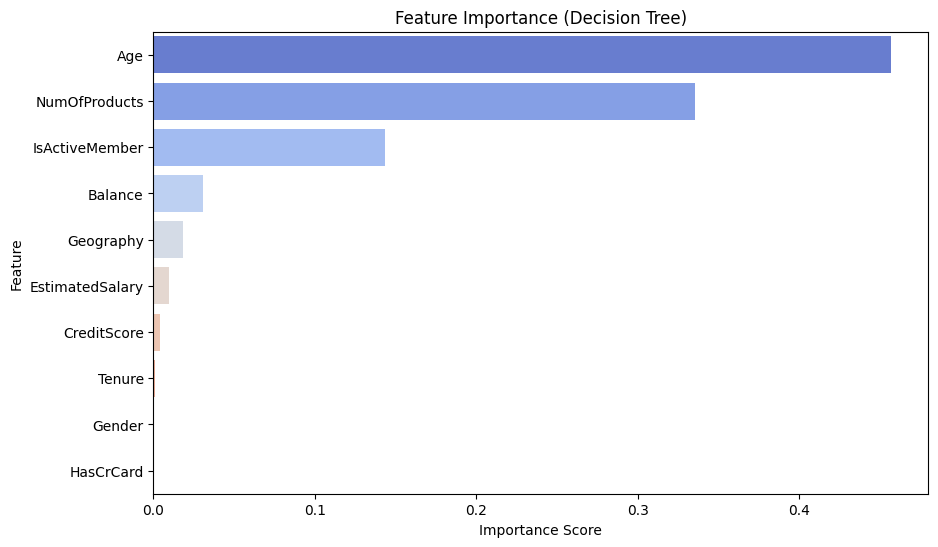 Feature Importance (Decision Tree)
Age
NumOfProducts
IsActiveMember
Balance
Geography
EstimatedSalary
CreditScore
Tenure
Gender
HasCrCard
Feature
0.0 0.1 0.2 0.3 0.4
Importance Score